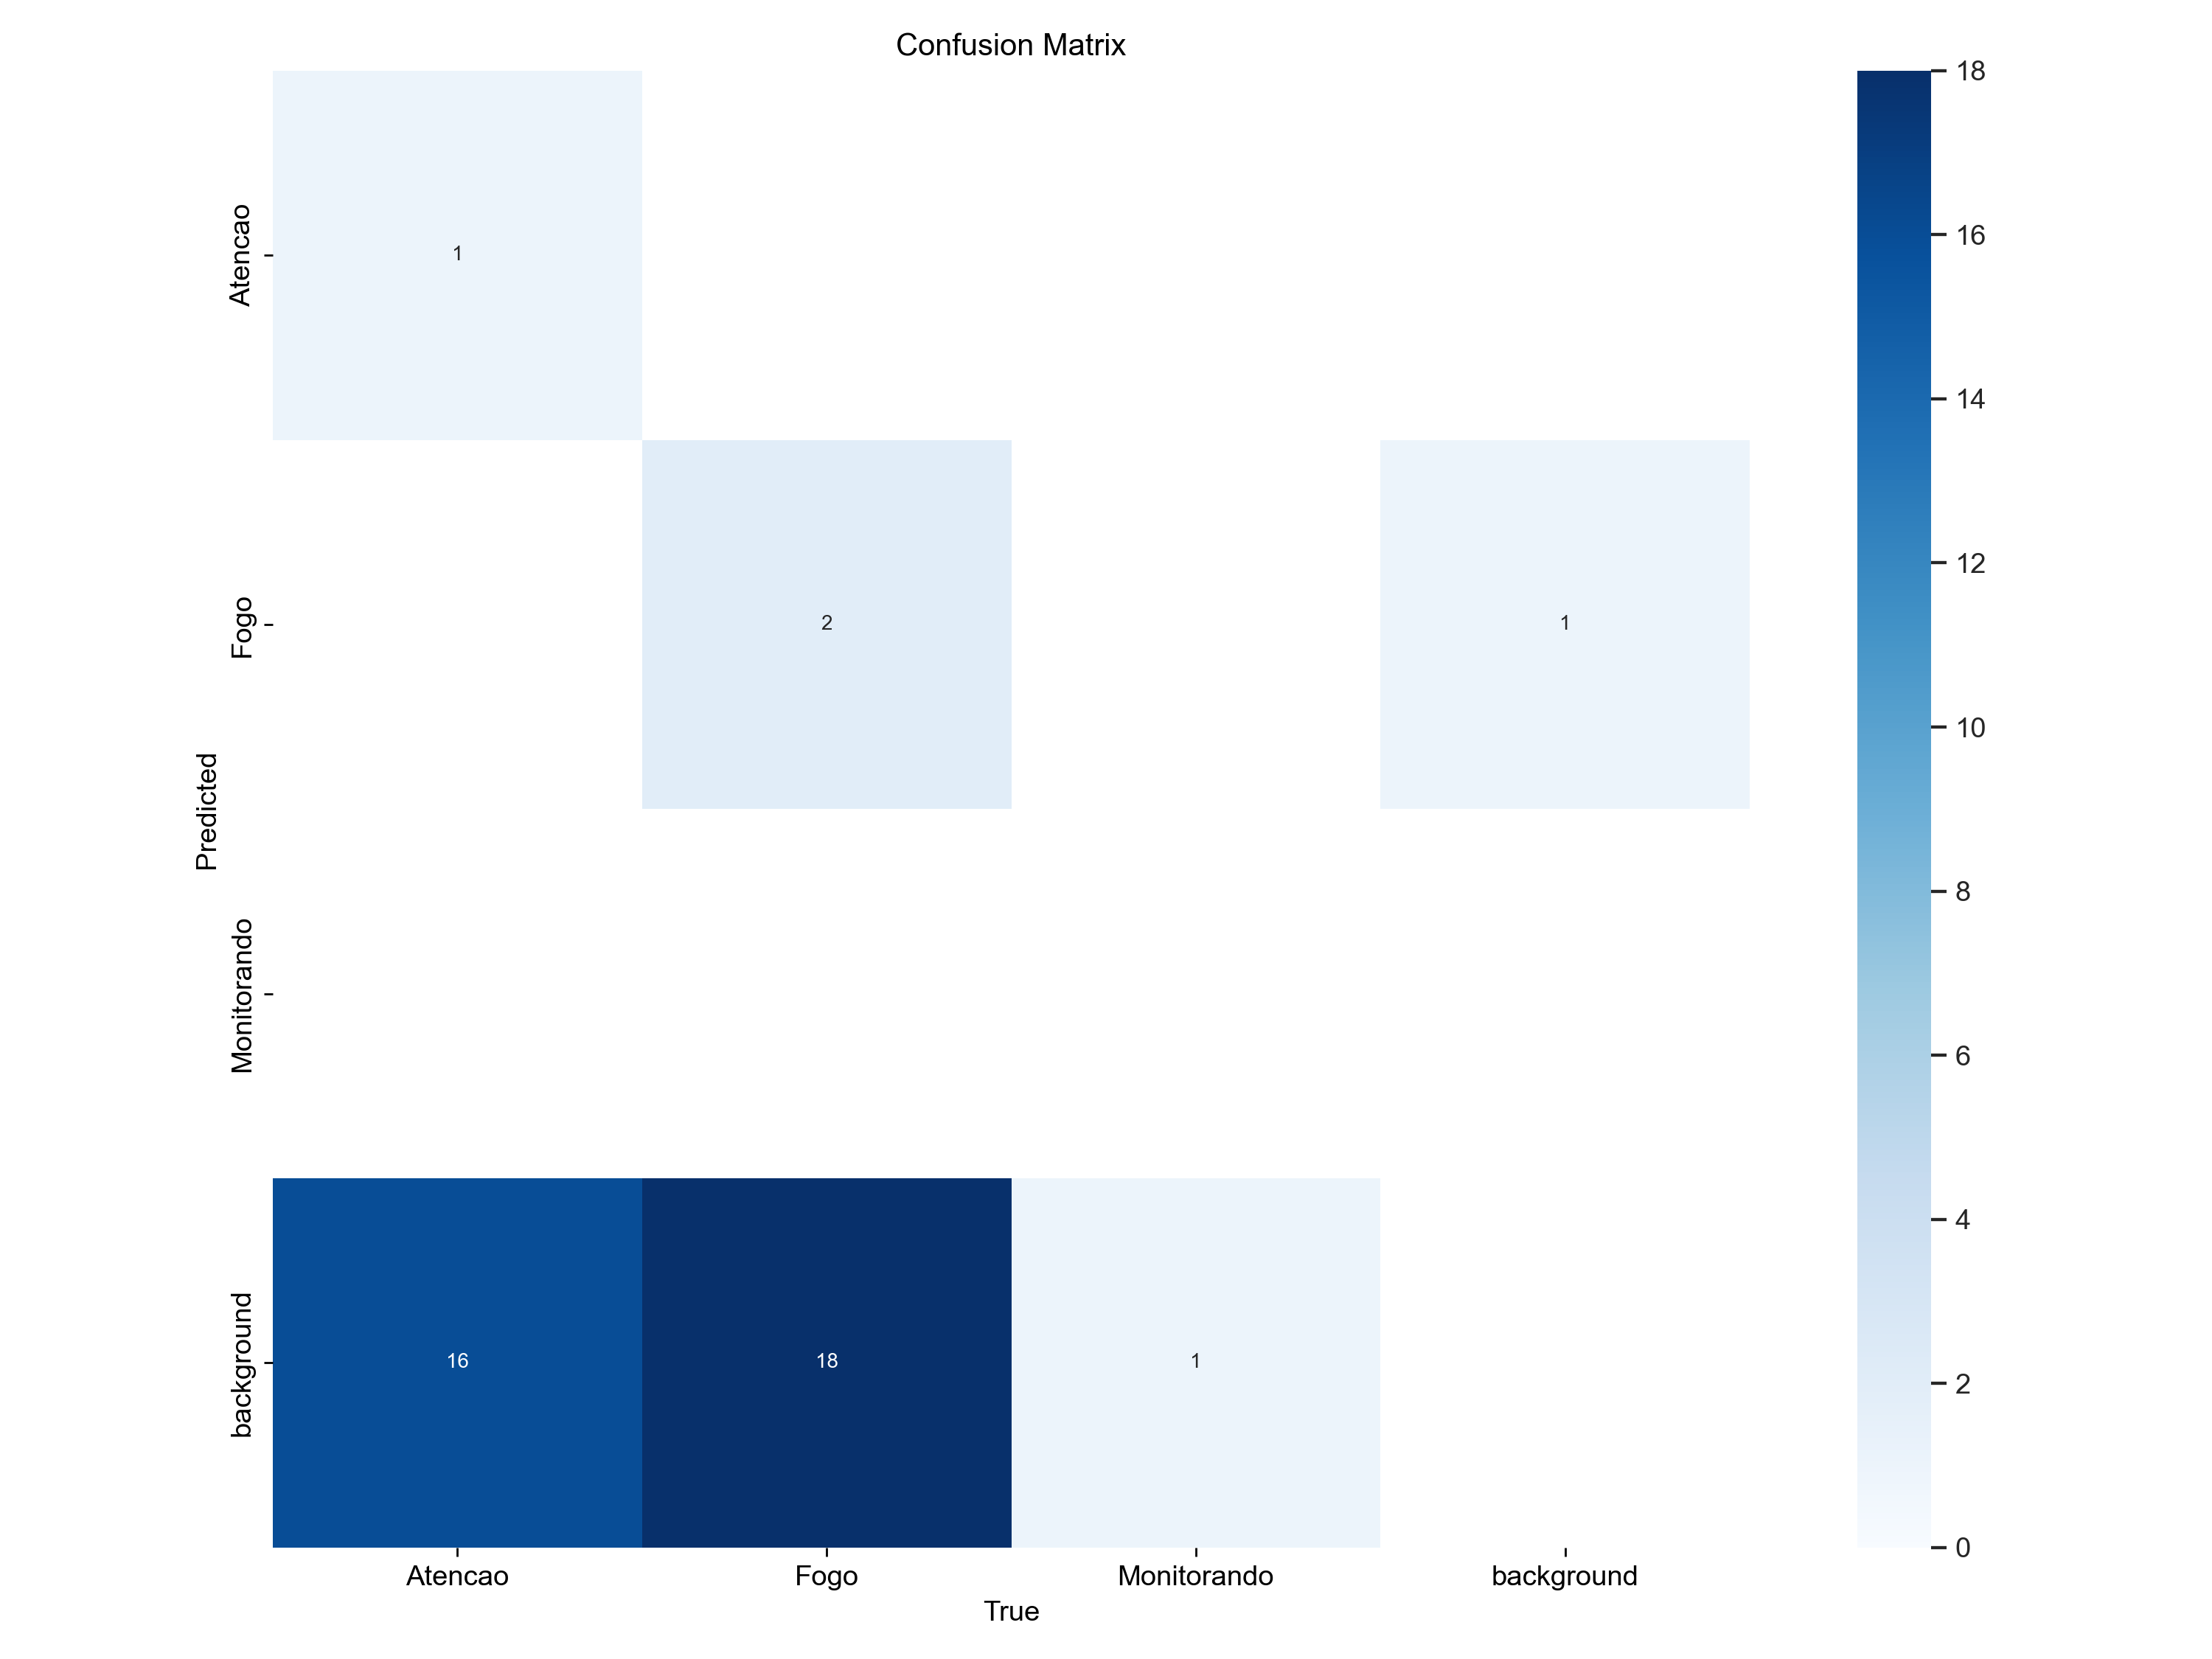 Confusion Matrix
Predicted
Atencao
1
Fogo
2
1
Monitorando
background
16
18
1
Atencao
Fogo
Monitorando
background
True
18
16
14
12
10
8
6
4
2
0